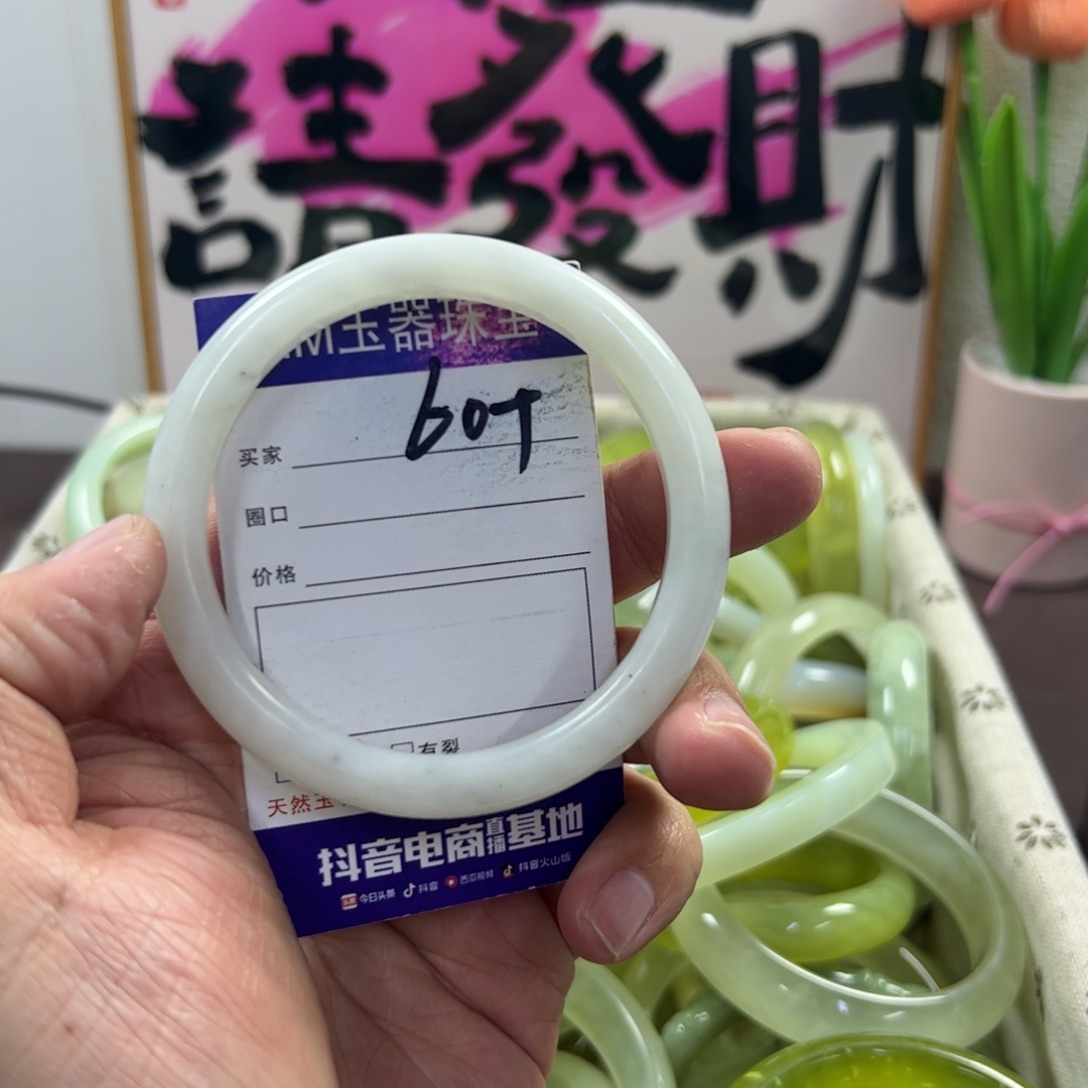 請發財
玉器珠宝
60+
买家
圈口
价格
有裂
天然玉
抖音电商直播基地
今日头条 抖音 西瓜视频 抖音火山版